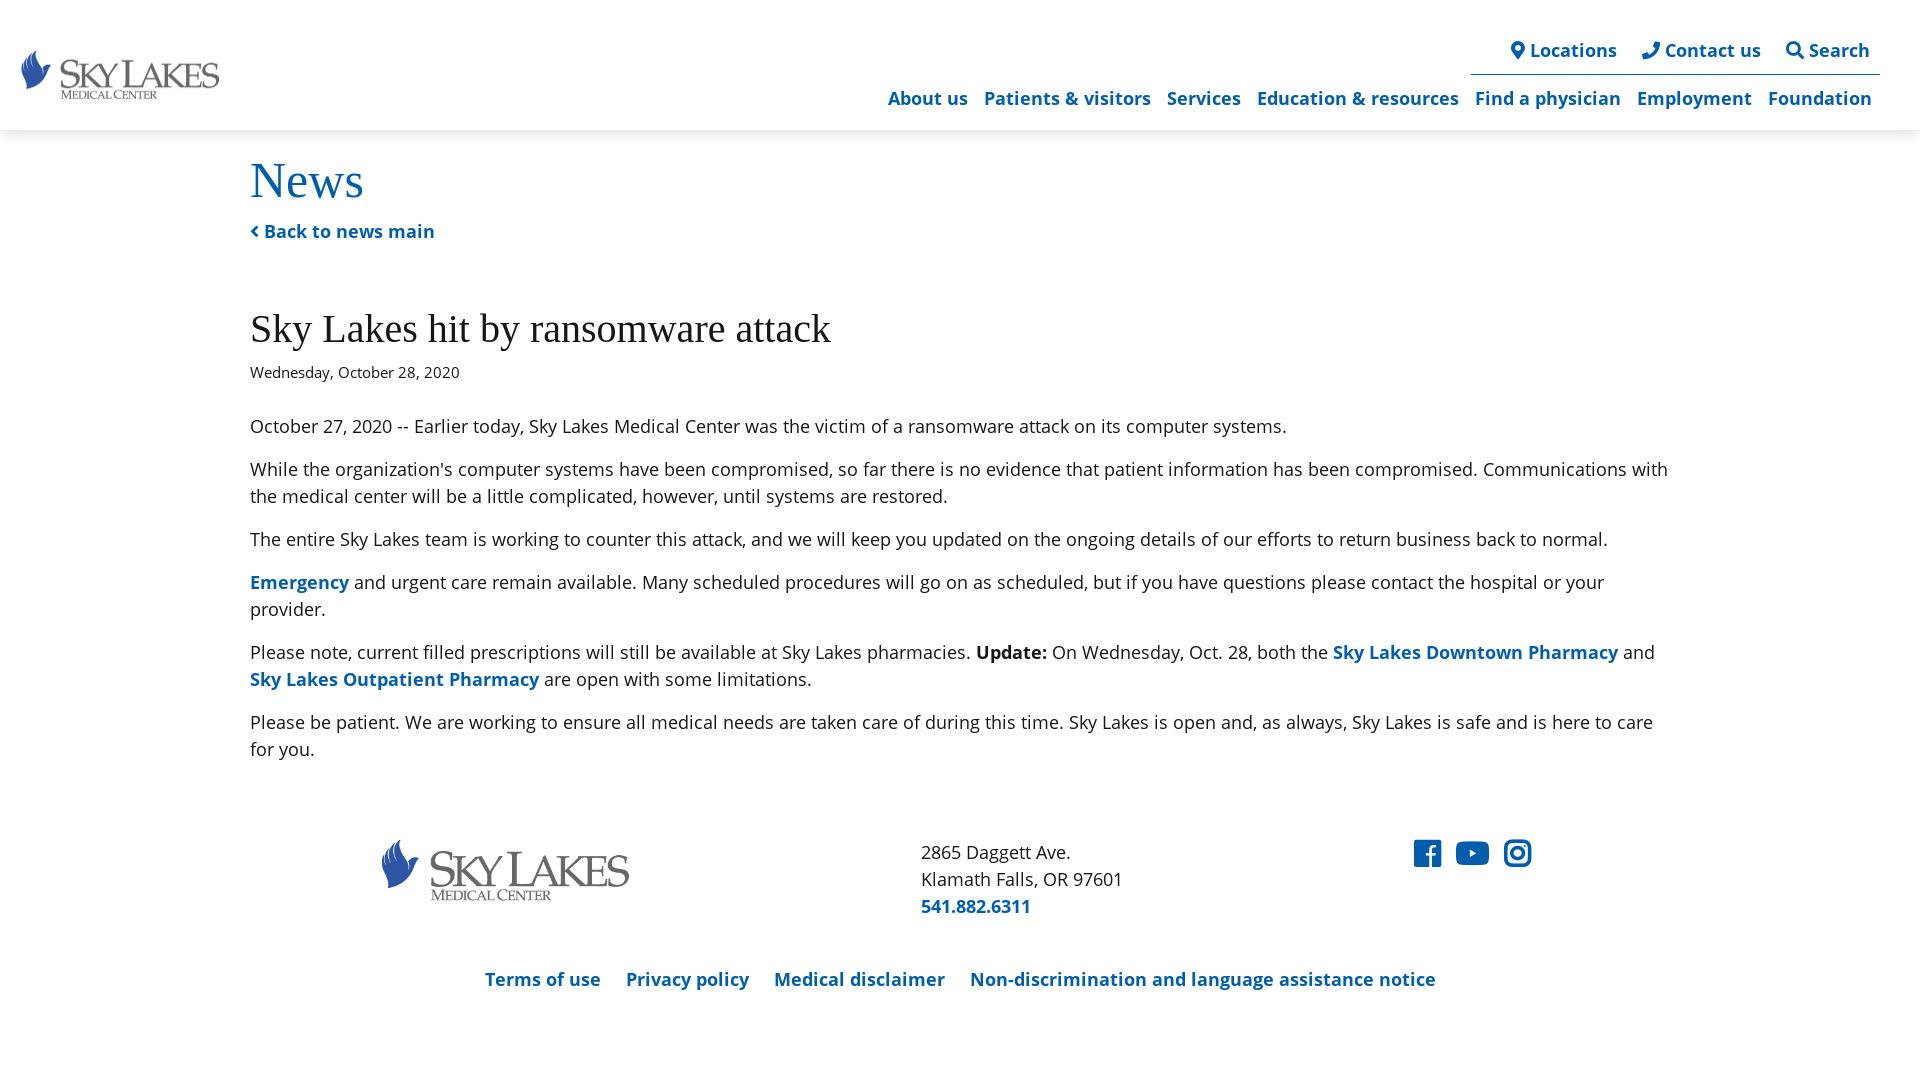 SKY LAKES
MEDICAL CENTER
Locations Contact us Search
About us Patients & visitors Services Education & resources Find a physician Employment Foundation
News
Back to news main
Sky Lakes hit by ransomware attack
Wednesday, October 28, 2020
October 27, 2020 -- Earlier today, Sky Lakes Medical Center was the victim of a ransomware attack on its computer systems.
While the organization's computer systems have been compromised, so far there is no evidence that patient information has been compromised. Communications with
the medical center will be a little complicated, however, until systems are restored.
The entire Sky Lakes team is working to counter this attack, and we will keep you updated on the ongoing details of our efforts to return business back to normal.
Emergency and urgent care remain available. Many scheduled procedures will go on as scheduled, but if you have questions please contact the hospital or your
provider.
Please note, current filled prescriptions will still be available at Sky Lakes pharmacies. Update: On Wednesday, Oct. 28, both the Sky Lakes Downtown Pharmacy and
Sky Lakes Outpatient Pharmacy are open with some limitations.
Please be patient. We are working to ensure all medical needs are taken care of during this time. Sky Lakes is open and, as always, Sky Lakes is safe and is here to care
for you.
SKY LAKES
MEDICAL CENTER
2865 Daggett Ave.
Klamath Falls, OR 97601
541.882.6311
Terms of use Privacy policy Medical disclaimer Non-discrimination and language assistance notice